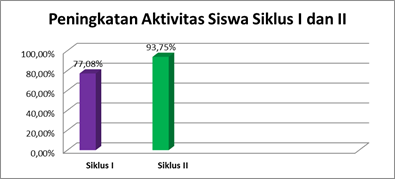 Peningkatan Aktivitas Siswa Siklus I dan II
100,00%
80,00%
60,00%
40,00%
20,00%
0,00%
77,08%
93,75%
Siklus I
Siklus II